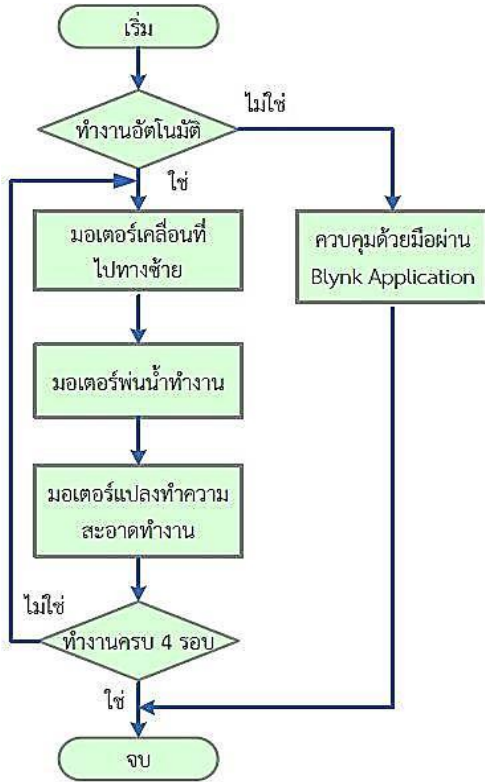 เริ่ม
ไม่ใช่
ทำงานอัตโนมัติ
ใช่
มอเตอร์เคลื่อนที่
ไปทางซ้าย
ควบคุมด้วยมือผ่าน
Blynk Application
มอเตอร์พ่นน้ำทำงาน
มอเตอร์แปลงทำความ
สะอาดทำงาน
ไม่ใช่
ทำงานครบ 4 รอบ
ใช่
จบ